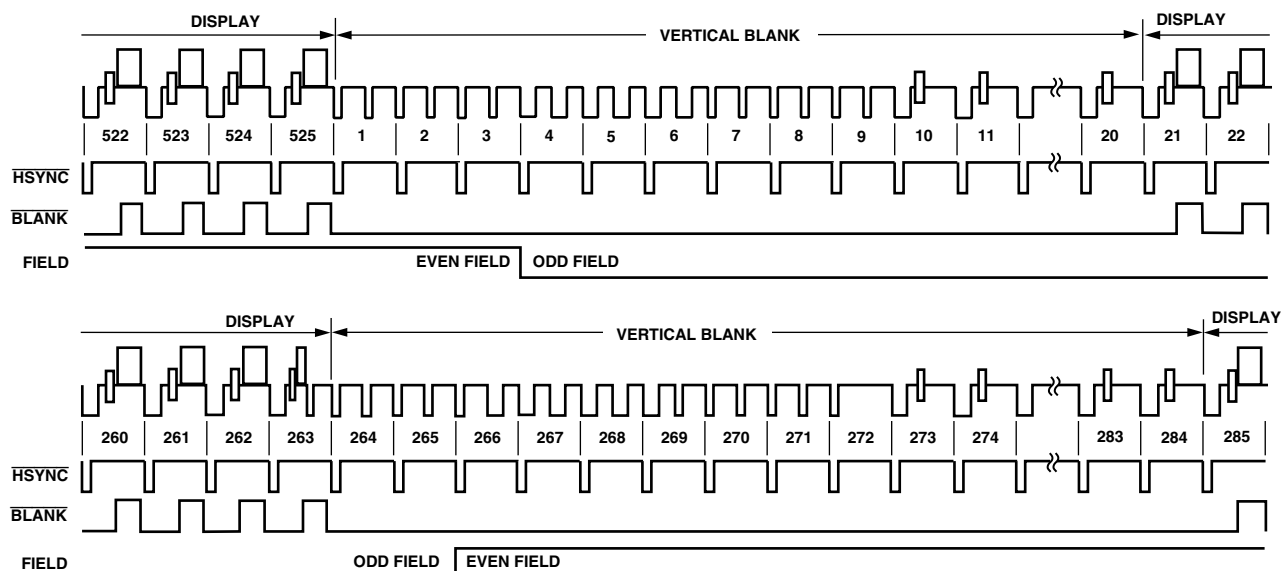 DISPLAY VERTICAL BLANK DISPLAY
522 523 524 525 1 2 3 4 5 6 7 8 9 10 11 20 21 22
HSYNC
BLANK
FIELD EVEN FIELD ODD FIELD
DISPLAY VERTICAL BLANK DISPLAY
260 261 262 263 264 265 266 267 268 269 270 271 272 273 274 283 284 285
HSYNC
BLANK
FIELD ODD FIELD EVEN FIELD